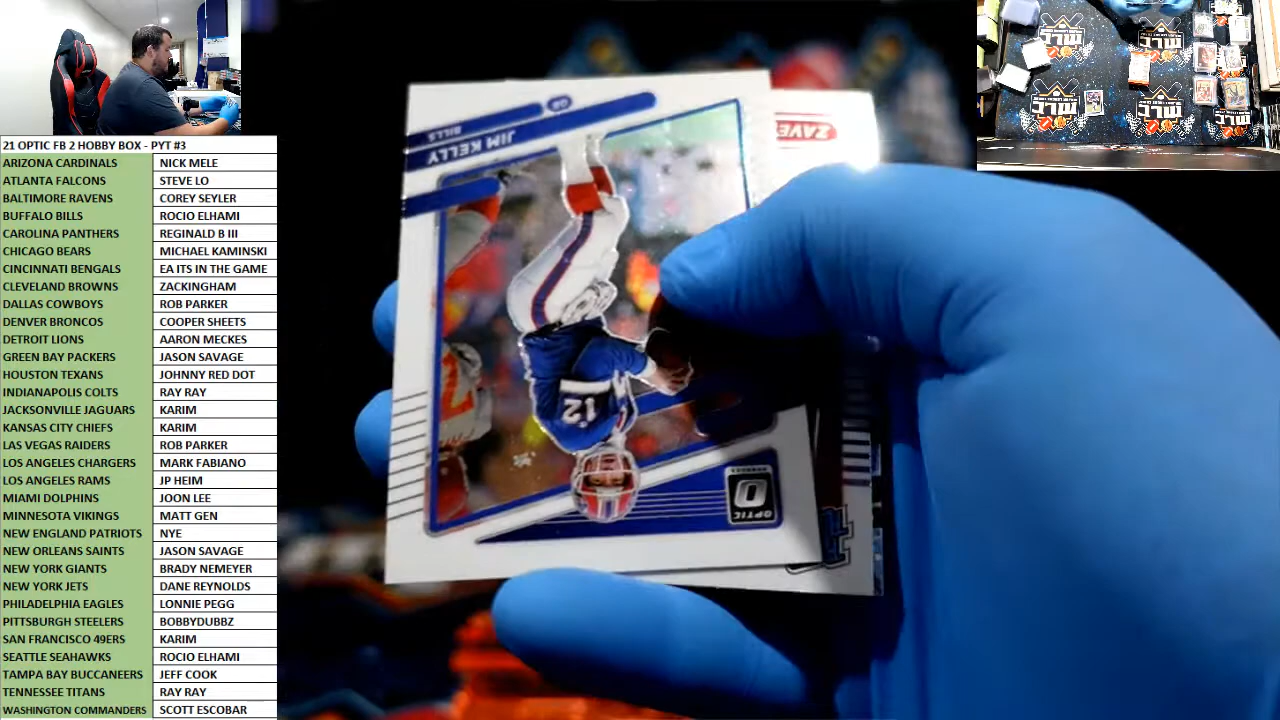 21 OPTIC FB 2 HOBBY BOX - PYT #3
ARIZONA CARDINALS NICK MELE
ATLANTA FALCONS STEVE LO
BALTIMORE RAVENS COREY SEYLER
BUFFALO BILLS ROCIO ELHAMI
CAROLINA PANTHERS REGINALD B III
CHICAGO BEARS MICHAEL KAMINSKI
CINCINNATI BENGALS EA ITS IN THE GAME
CLEVELAND BROWNS ZACKINGHAM
DALLAS COWBOYS ROB PARKER
DENVER BRONCOS COOPER SHEETS
DETROIT LIONS AARON MECKES
GREEN BAY PACKERS JASON SAVAGE
HOUSTON TEXANS JOHNNY RED DOT
INDIANAPOLIS COLTS RAY RAY
JACKSONVILLE JAGUARS KARIM
KANSAS CITY CHIEFS KARIM
LAS VEGAS RAIDERS ROB PARKER
LOS ANGELES CHARGERS MARK FABIANO
LOS ANGELES RAMS JP HEIM
MIAMI DOLPHINS JOON LEE
MINNESOTA VIKINGS MATT GEN
NEW ENGLAND PATRIOTS NYE
NEW ORLEANS SAINTS JASON SAVAGE
NEW YORK GIANTS BRADY NEMEYER
NEW YORK JETS DANE REYNOLDS
PHILADELPHIA EAGLES LONNIE PEGG
PITTSBURGH STEELERS BOBBYDUBBZ
SAN FRANCISCO 49ERS KARIM
SEATTLE SEAHAWKS ROCIO ELHAMI
TAMPA BAY BUCCANEERS JEFF COOK
TENNESSEE TITANS RAY RAY
WASHINGTON COMMANDERS SCOTT ESCOBAR
QB
BILLS
JIM KELLY
ZAVE
12
O
DONRUSS
OPTIC